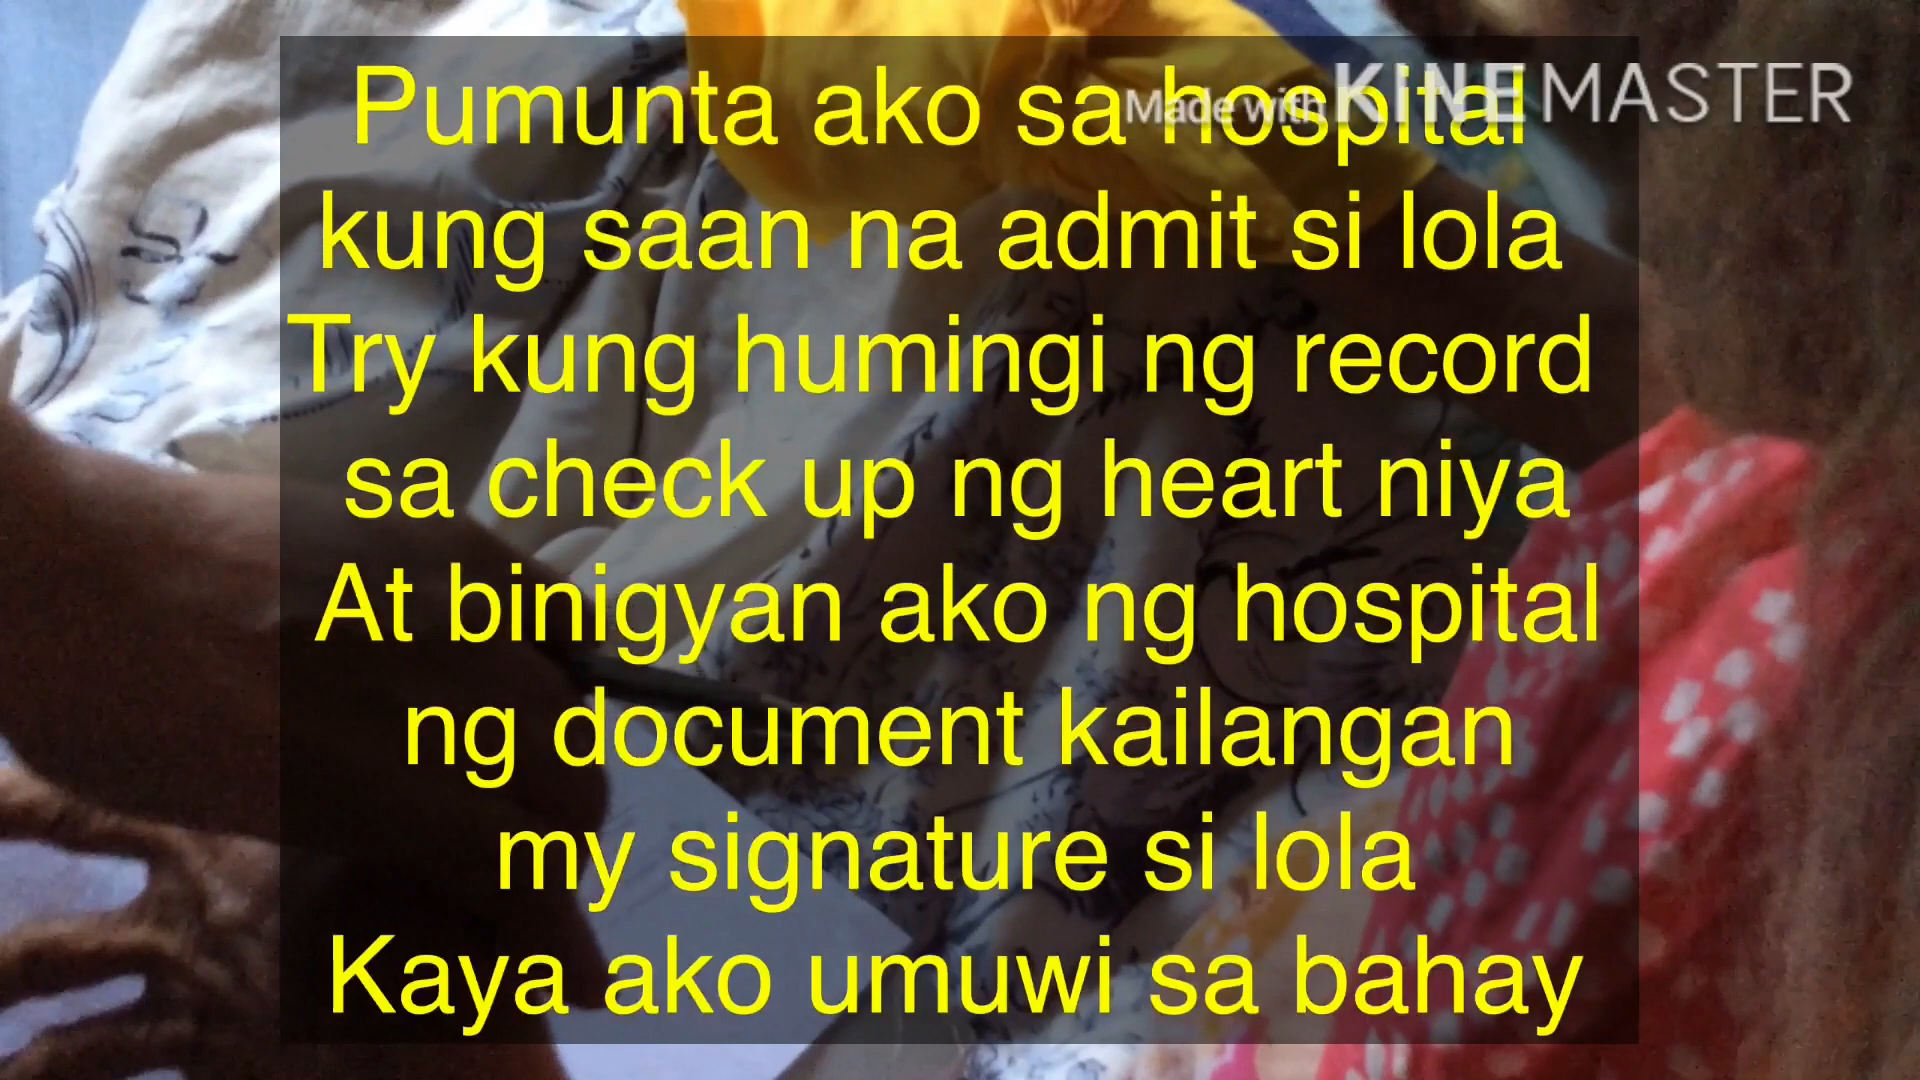 Made with KINEMASTER
Pumunta ako sa hospital
kung saan na admit si lola
Try kung humingi ng record
sa check up ng heart niya
At binigyan ako ng hospital
ng document kailangan
my signature si lola
Kaya ako umuwi sa bahay